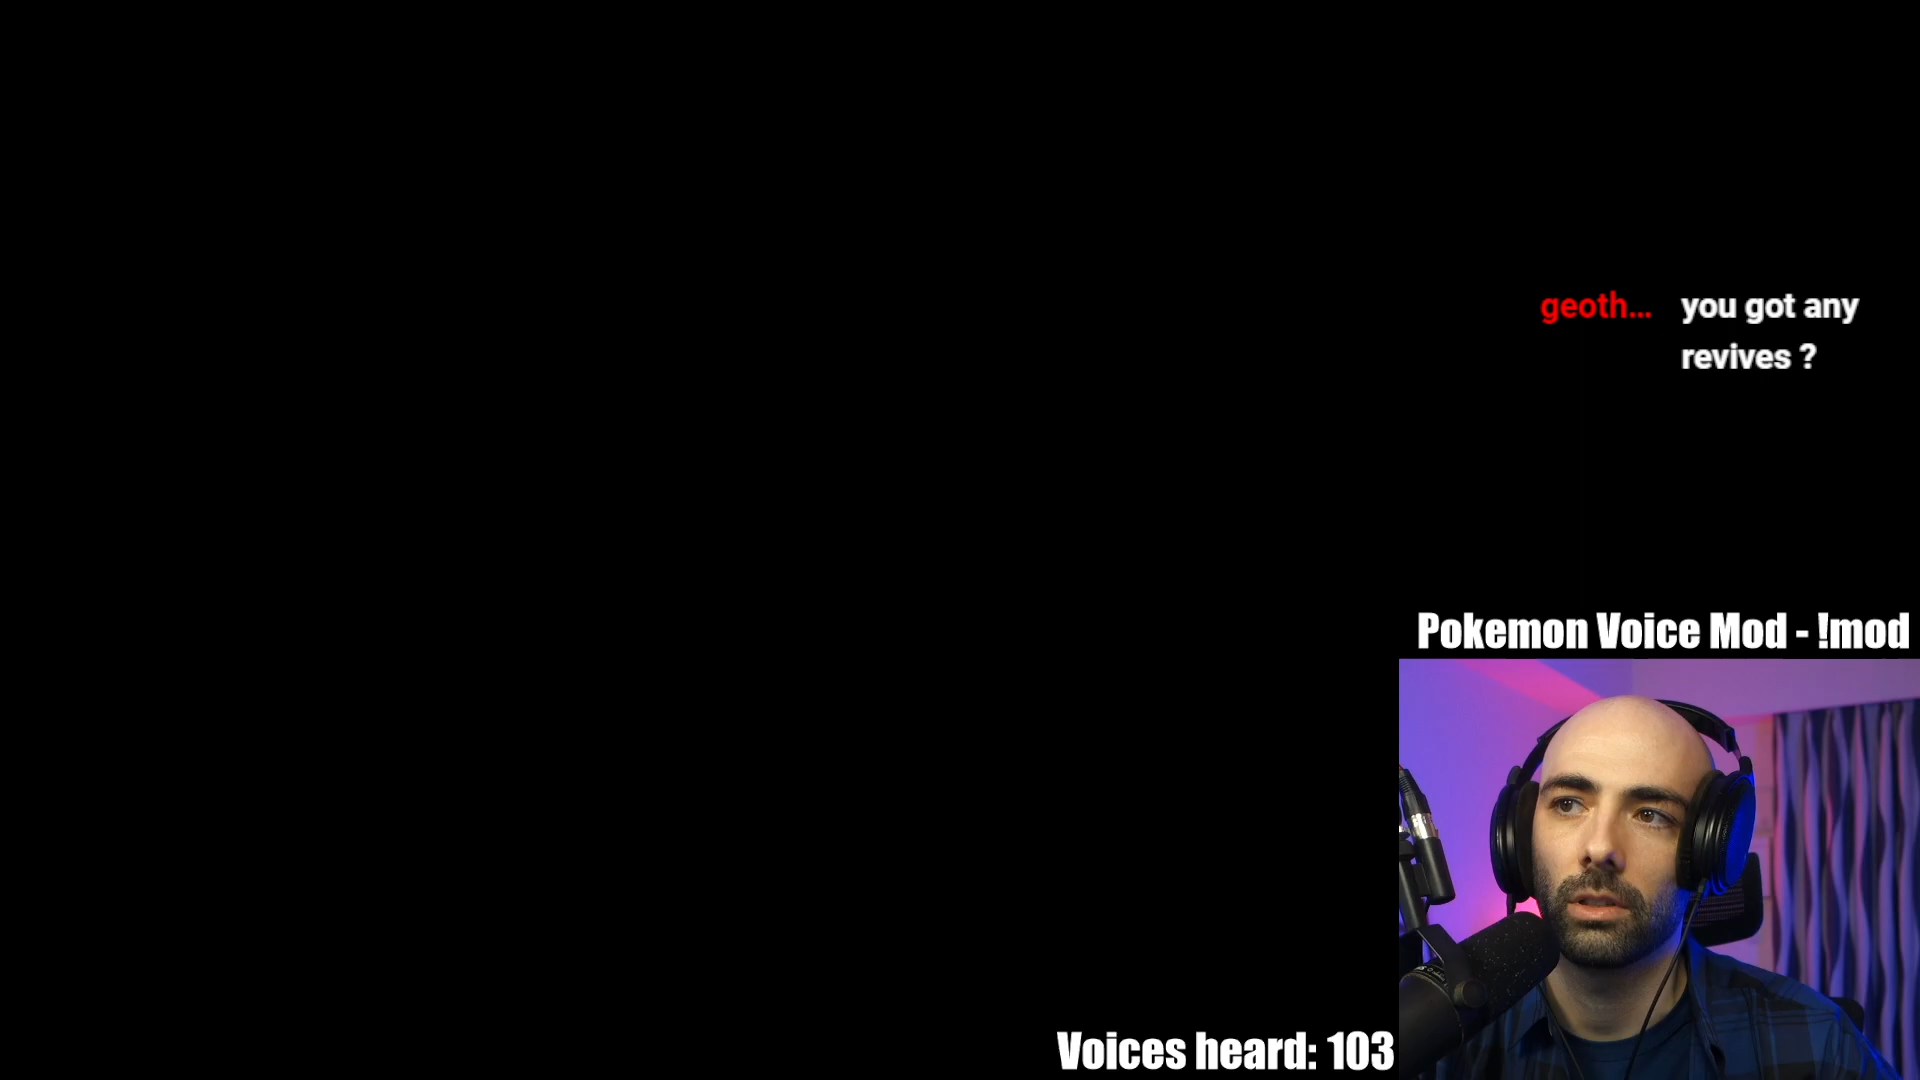 geoth... you got any
revives ?
Pokemon Voice Mod - !mod
Voices heard: 103